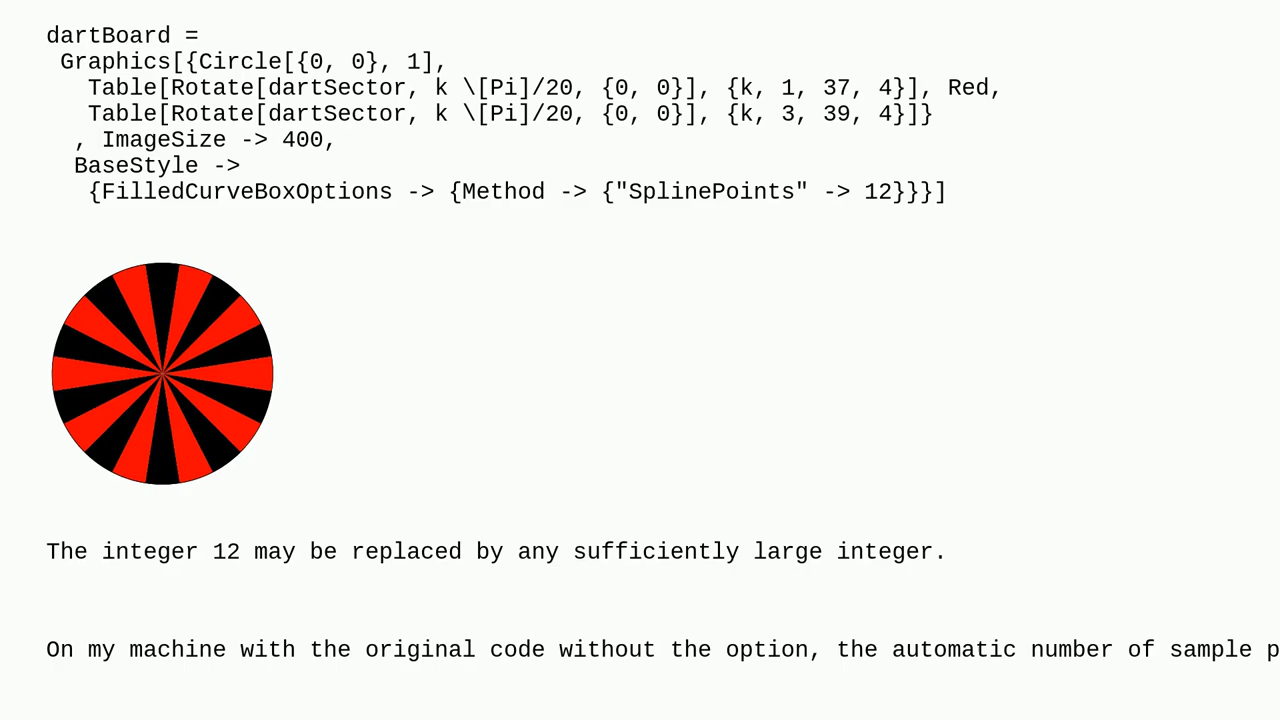 dartBoard =
Graphics[{Circle[{0, 0}, 1],
Table[Rotate[dartSector, k \[Pi]/20, {0, 0}], {k, 1, 37, 4}], Red,
Table[Rotate[dartSector, k \[Pi]/20, {0, 0}], {k, 3, 39, 4}]}
, ImageSize -> 400,
BaseStyle ->
{FilledCurveBoxOptions -> {Method -> {"SplinePoints" -> 12}}}]
The integer 12 may be replaced by any sufficiently large integer.
On my machine with the original code without the option, the automatic number of sample p